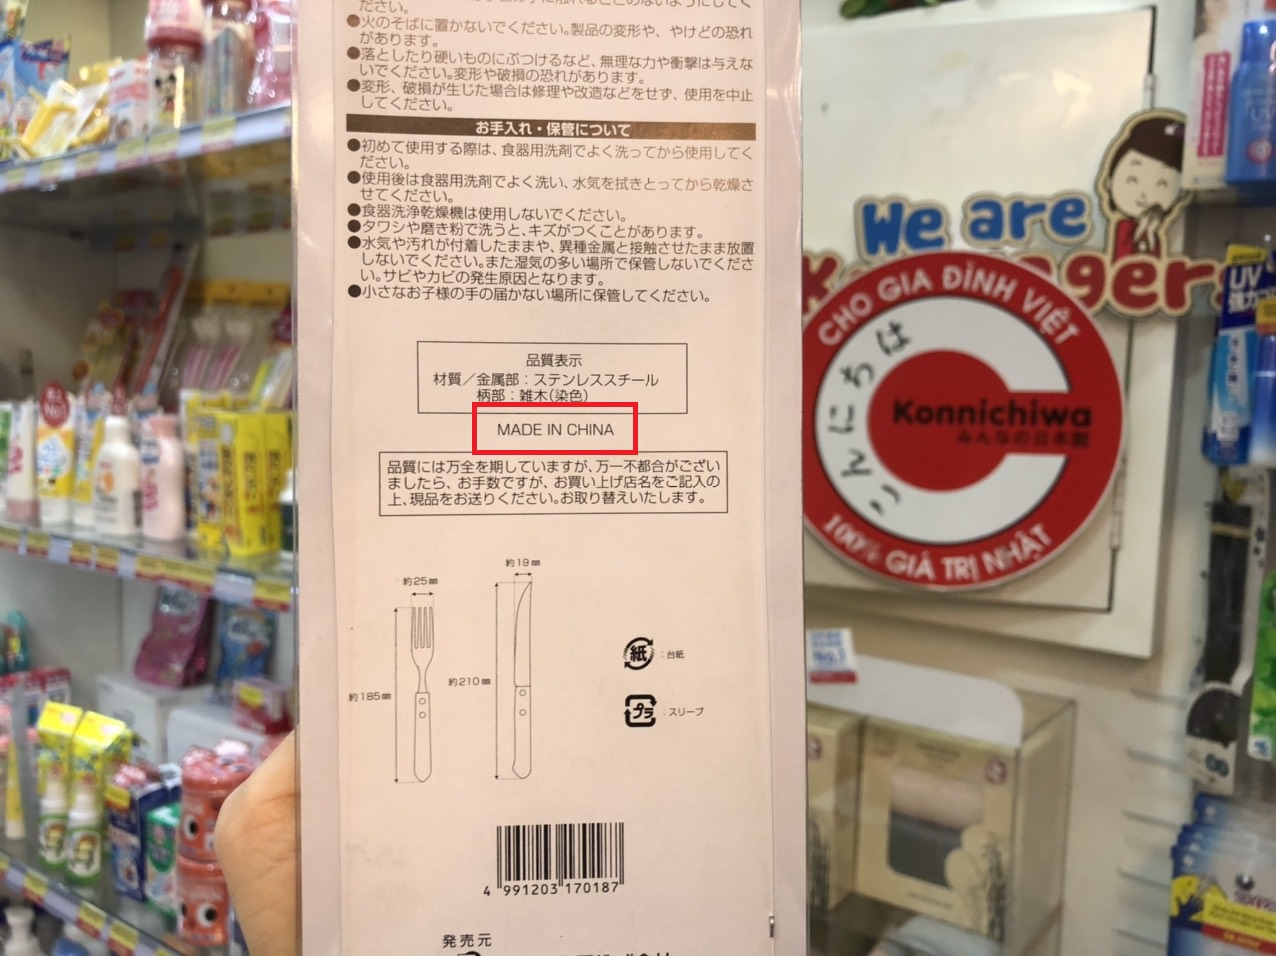 ださい。
●火のそばに置かないでください。製品の変形や、やけどの恐れ
があります。
●落としたり硬いものにぶつけるなど、無理な力や衝撃は与えな
いでください。変形や破損の恐れがあります。
●変形、破損が生じた場合は修理や改造などをせず、使用を中止
してください。
お手入れ・保管について
●初めて使用する際は、食器用洗剤でよく洗ってから使用してく
ださい。
●使用後は食器用洗剤でよく洗い、水気を拭きとってから乾燥さ
せてください。
●食器洗浄乾燥機は使用しないでください。
●タワシや磨き粉で洗うと、キズがつくことがあります。
●水気や汚れが付着したままや、異種金属と接触させたまま放置
しないでください。また湿気の多い場所で保管しないでくださ
い。サビやカビの発生原因となります。
●小さなお子様の手の届かない場所に保管してください。
品質表示
材質／金属部：ステンレススチール
柄部：雑木(染色)
MADE IN CHINA
品質には万全を期していますが、万一不都合がござい
ましたら、お手数ですが、お買い上げ店名をご記入の
上、現品をお送りください。お取り替えいたします。
約25㎜
約19㎜
約185㎜
約210㎜
紙：台紙
プラ：スリーブ
4 991203 170187
発売元
We are
CHO GIA ĐÌNH VIỆT
こんにちは
Konnichiwa
みんなの日本製
100% GIÁ TRỊ NHẬT
UV